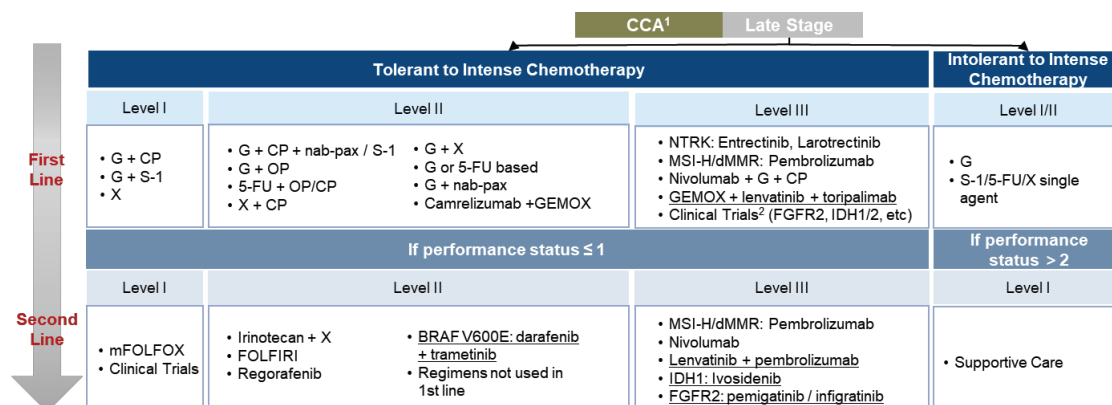 CCA1 Late Stage
Tolerant to Intense Chemotherapy
Intolerant to Intense
Chemotherapy
Level I
Level II
Level III
Level I/II
First
Line
• G + CP
• G + S-1
• X
• G + CP + nab-pax / S-1
• G + OP
• 5-FU + OP/CP
• X + CP
• G + X
• G or 5-FU based
• G + nab-pax
• Camrelizumab +GEMOX
• NTRK: Entrectinib, Larotrectinib
• MSI-H/dMMR: Pembrolizumab
• Nivolumab + G + CP
• GEMOX + lenvatinib + toripalimab
• Clinical Trials2 (FGFR2, IDH1/2, etc)
• G
• S-1/5-FU/X single
agent
If performance status ≤ 1
If performance
status > 2
Level I
Level II
Level III
Level I
Second
Line
• mFOLFOX
• Clinical Trials
• Irinotecan + X
• FOLFIRI
• Regorafenib
• BRAF V600E: darafenib
+ trametinib
• Regimens not used in
1st line
• MSI-H/dMMR: Pembrolizumab
• Nivolumab
• Lenvatinib + pembrolizumab
• IDH1: Ivosidenib
• FGFR2: pemigatinib / infigratinib
• Supportive Care